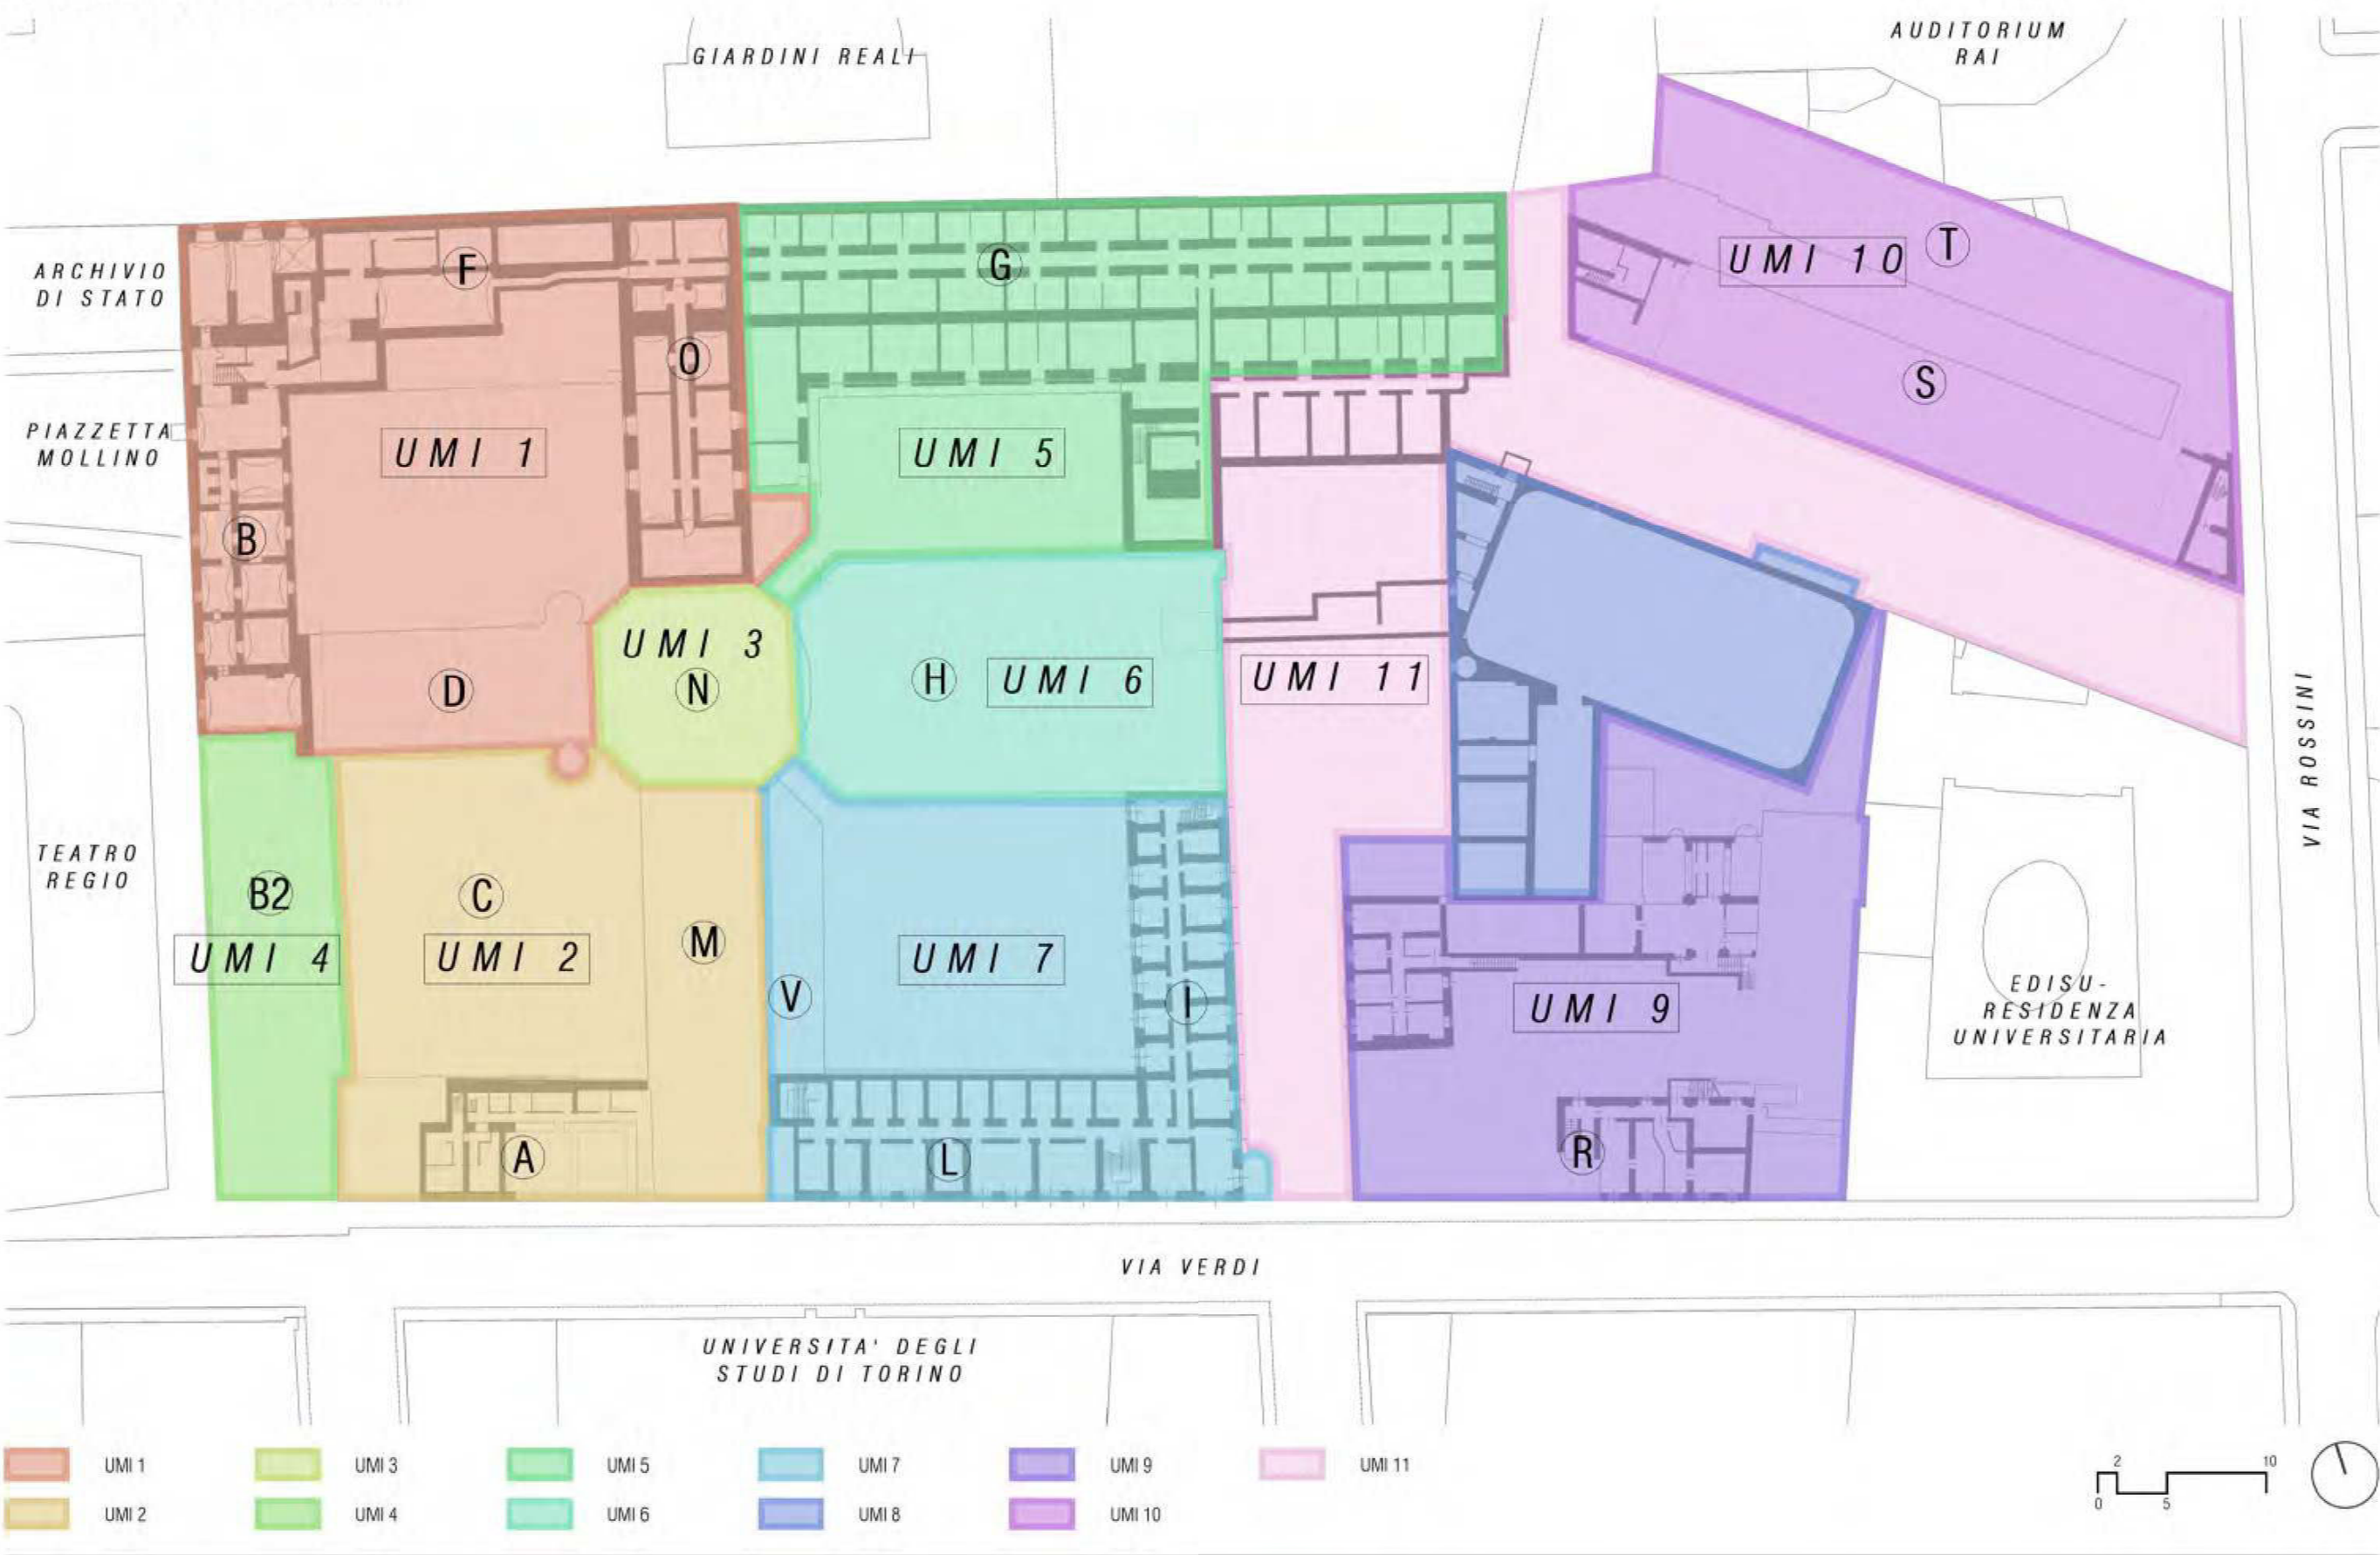 GIARDINI REALI
AUDITORIUM
RAI
ARCHIVIO
DI STATO
F
G
UMI 10
T
O
S
PIAZZETTA
MOLLINO
UMI 1
UMI 5
B
UMI 3
D
N
H
UMI 6
UMI 11
VIA ROSSINI
TEATRO
REGIO
B2
C
M
UMI 4
UMI 2
V
UMI 7
I
UMI 9
EDISU-
RESIDENZA
UNIVERSITARIA
A
L
R
VIA VERDI
UNIVERSITA' DEGLI
STUDI DI TORINO
UMI 1
UMI 3
UMI 5
UMI 7
UMI 9
UMI 11
UMI 2
UMI 4
UMI 6
UMI 8
UMI 10
2
10
0
5